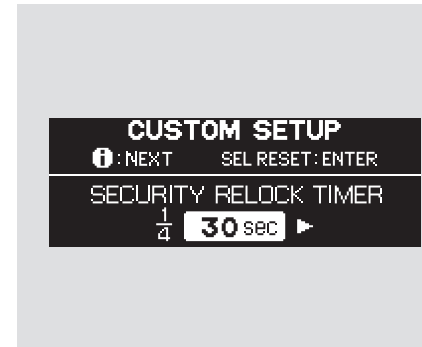 CUSTOM SETUP
i:NEXT SEL RESET:ENTER
SECURITY RELOCK TIMER
1/4 30 sec ►